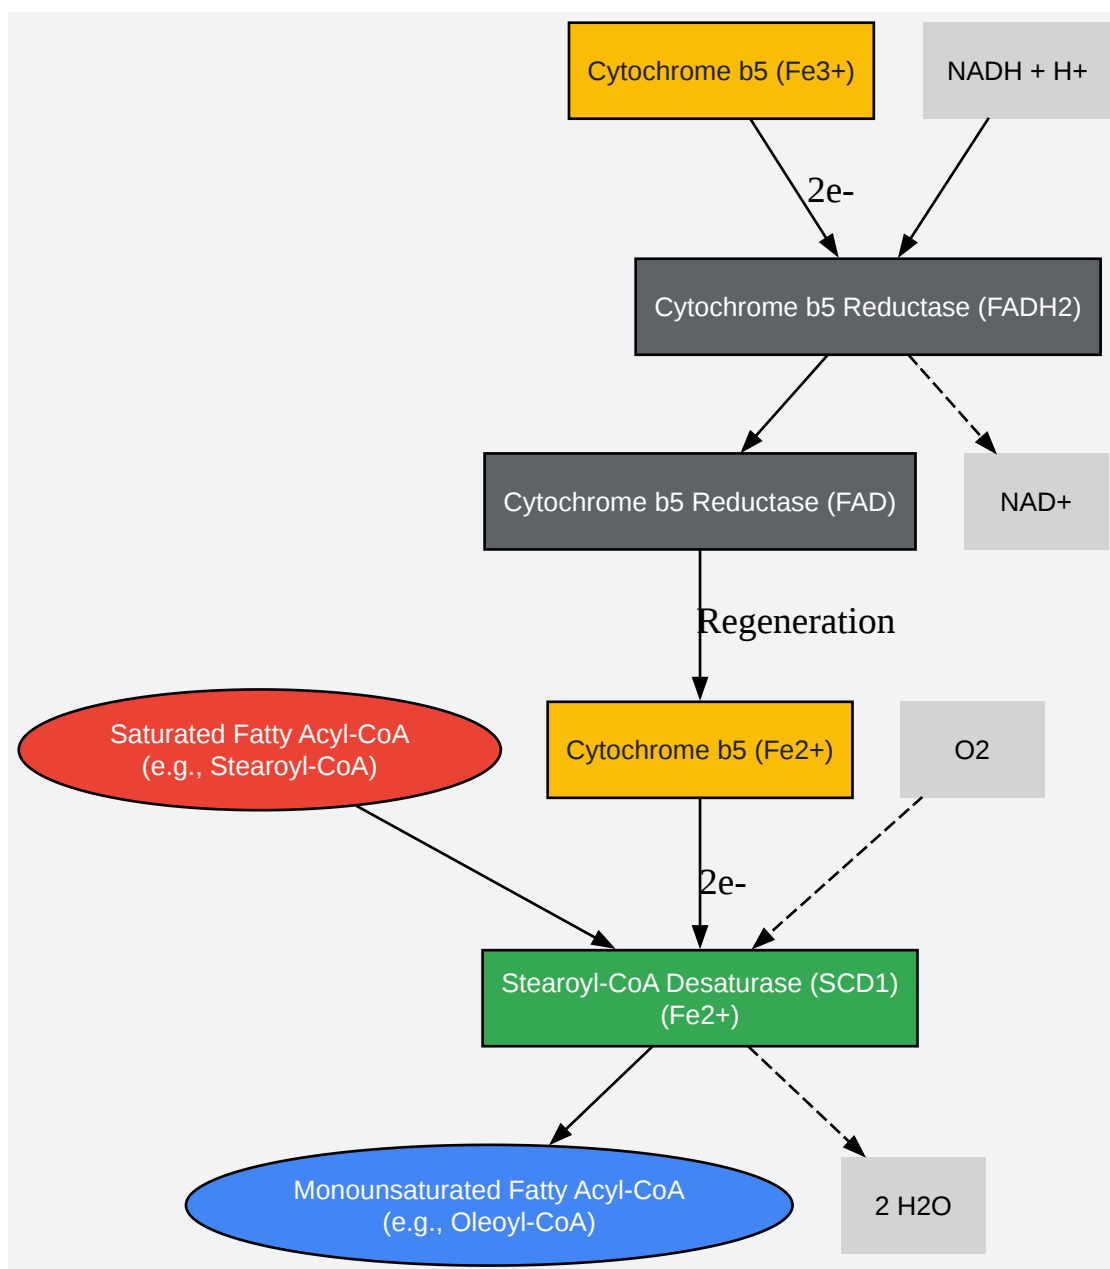 Cytochrome b5 (Fe3+)
NADH + H+
2e-
Cytochrome b5 Reductase (FADH2)
Cytochrome b5 Reductase (FAD)
NAD+
Regeneration
Saturated Fatty Acyl-CoA
(e.g., Stearoyl-CoA)
Cytochrome b5 (Fe2+)
O2
2e-
Stearoyl-CoA Desaturase (SCD1)
(Fe2+)
Monounsaturated Fatty Acyl-CoA
(e.g., Oleoyl-CoA)
2 H2O